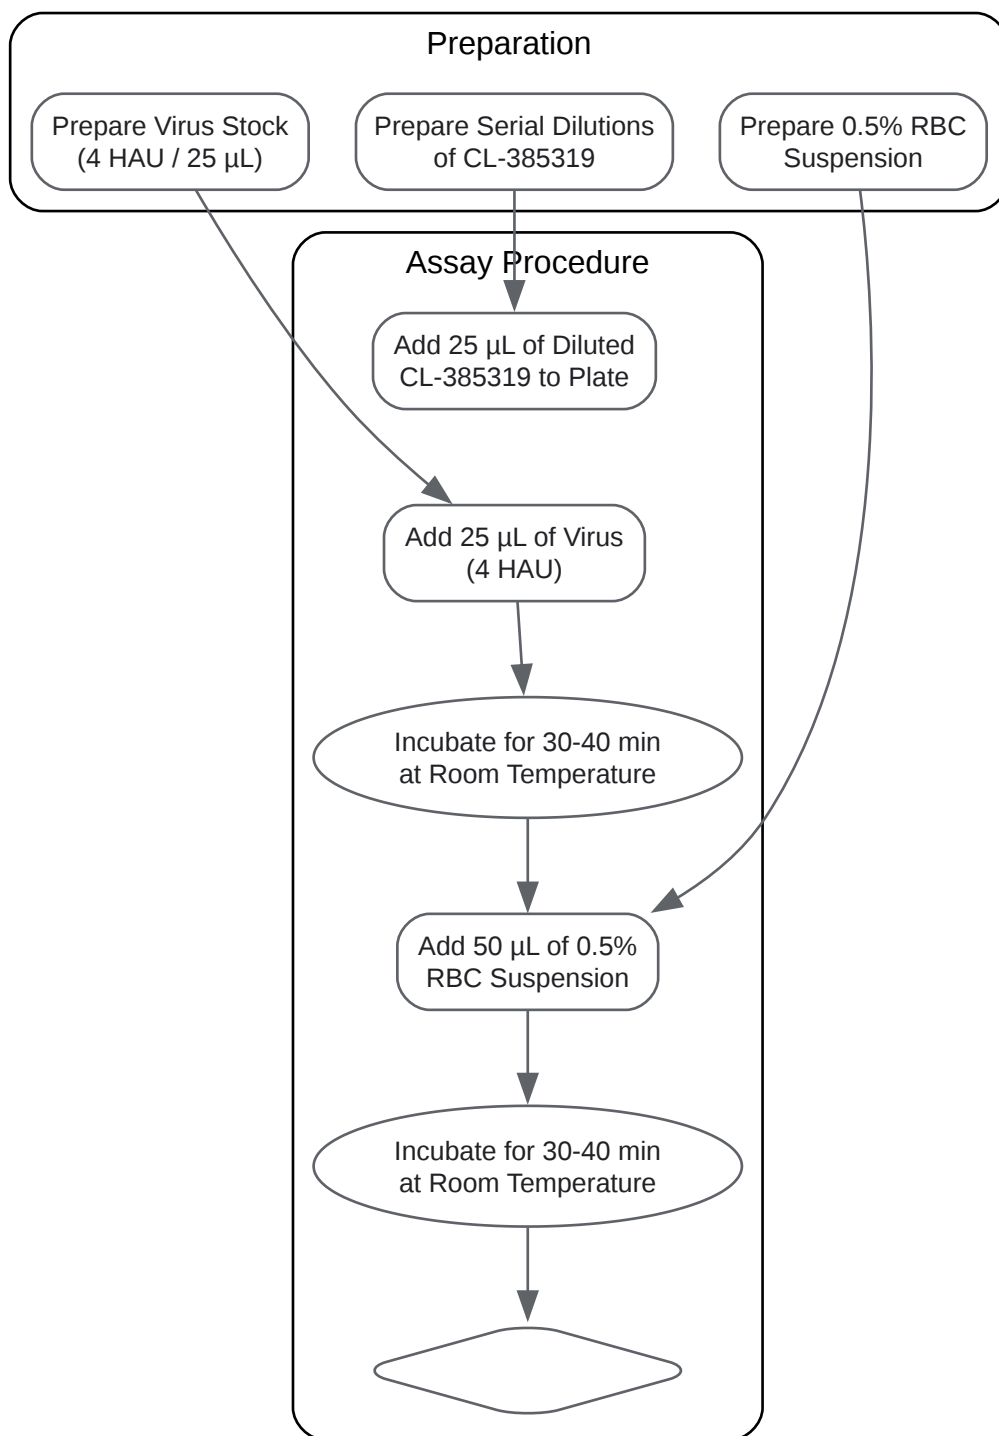 Preparation
Prepare Virus Stock
(4 HAU / 25 µL)
Prepare Serial Dilutions
of CL-385319
Prepare 0.5% RBC
Suspension
Assay Procedure
Add 25 µL of Diluted
CL-385319 to Plate
Add 25 µL of Virus
(4 HAU)
Incubate for 30-40 min
at Room Temperature
Add 50 µL of 0.5%
RBC Suspension
Incubate for 30-40 min
at Room Temperature